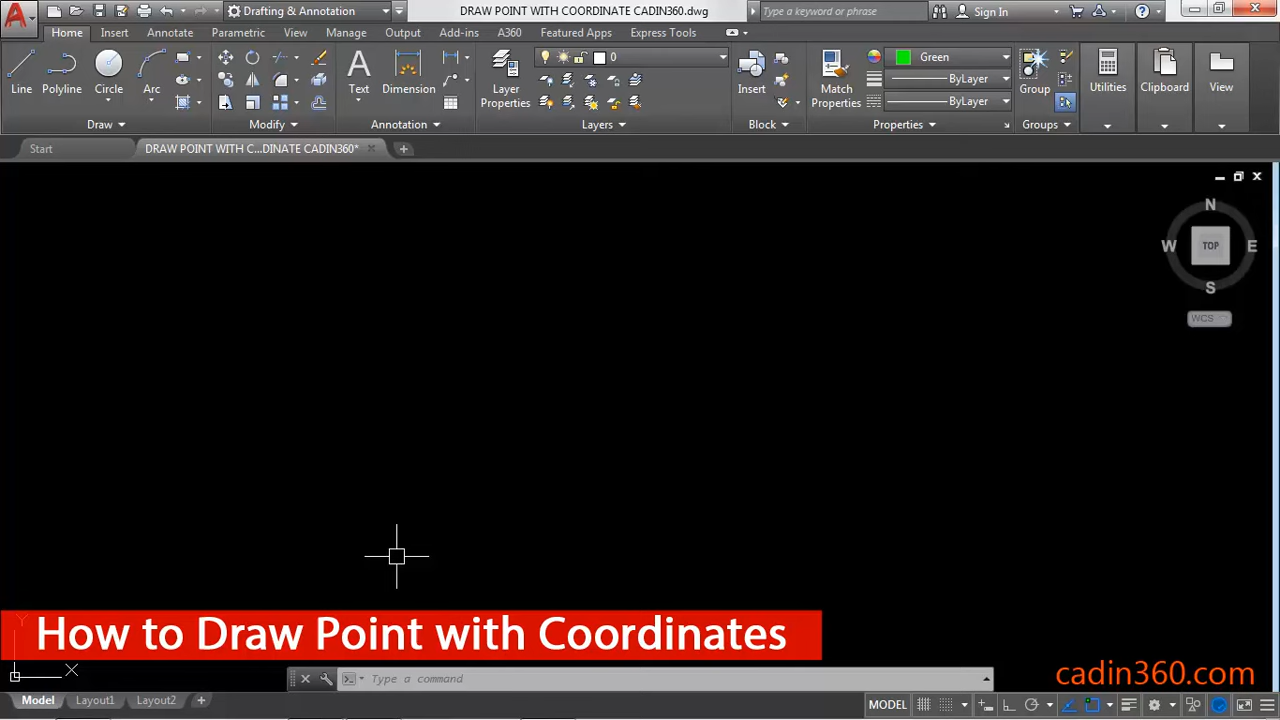 Drafting & Annotation
DRAW POINT WITH COORDINATE CADIN360.dwg
Type a keyword or phrase
Sign In
Home Insert Annotate Parametric View Manage Output Add-ins A360 Featured Apps Express Tools
Line
Polyline
Circle
Arc
Text
Dimension
Layer
Properties
0
Insert
Match
Properties
Green
ByLayer
ByLayer
Group
Utilities
Clipboard
View
Draw
Modify
Annotation
Layers
Block
Properties
Groups
Start
DRAW POINT WITH C...DINATE CADIN360*
N
W
TOP
E
S
WCS
How to Draw Point with Coordinates
Y
X
Type a command
cadin360.com
Model Layout1 Layout2
MODEL